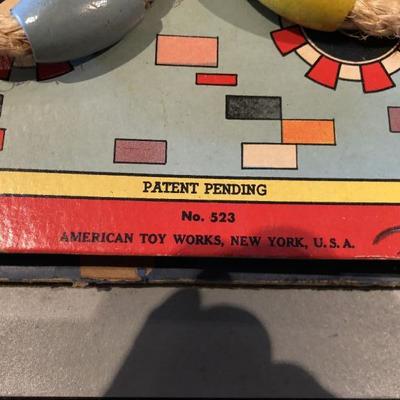 PATENT PENDING
No. 523
AMERICAN TOY WORKS, NEW YORK, U. S. A.